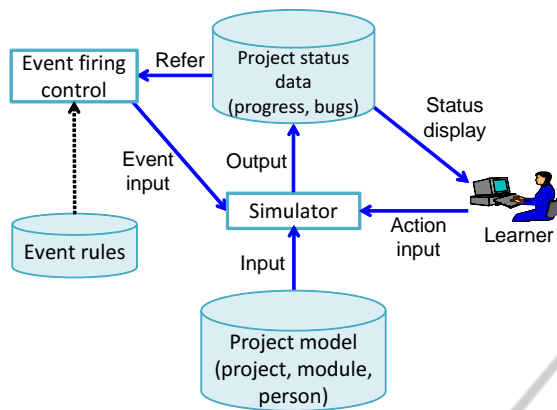 Event firing
control
Refer
Project status
data
(progress, bugs)
Status
display
Event
input
Output
Simulator
Action
input
Learner
Event rules
Input
Project model
(project, module,
person)